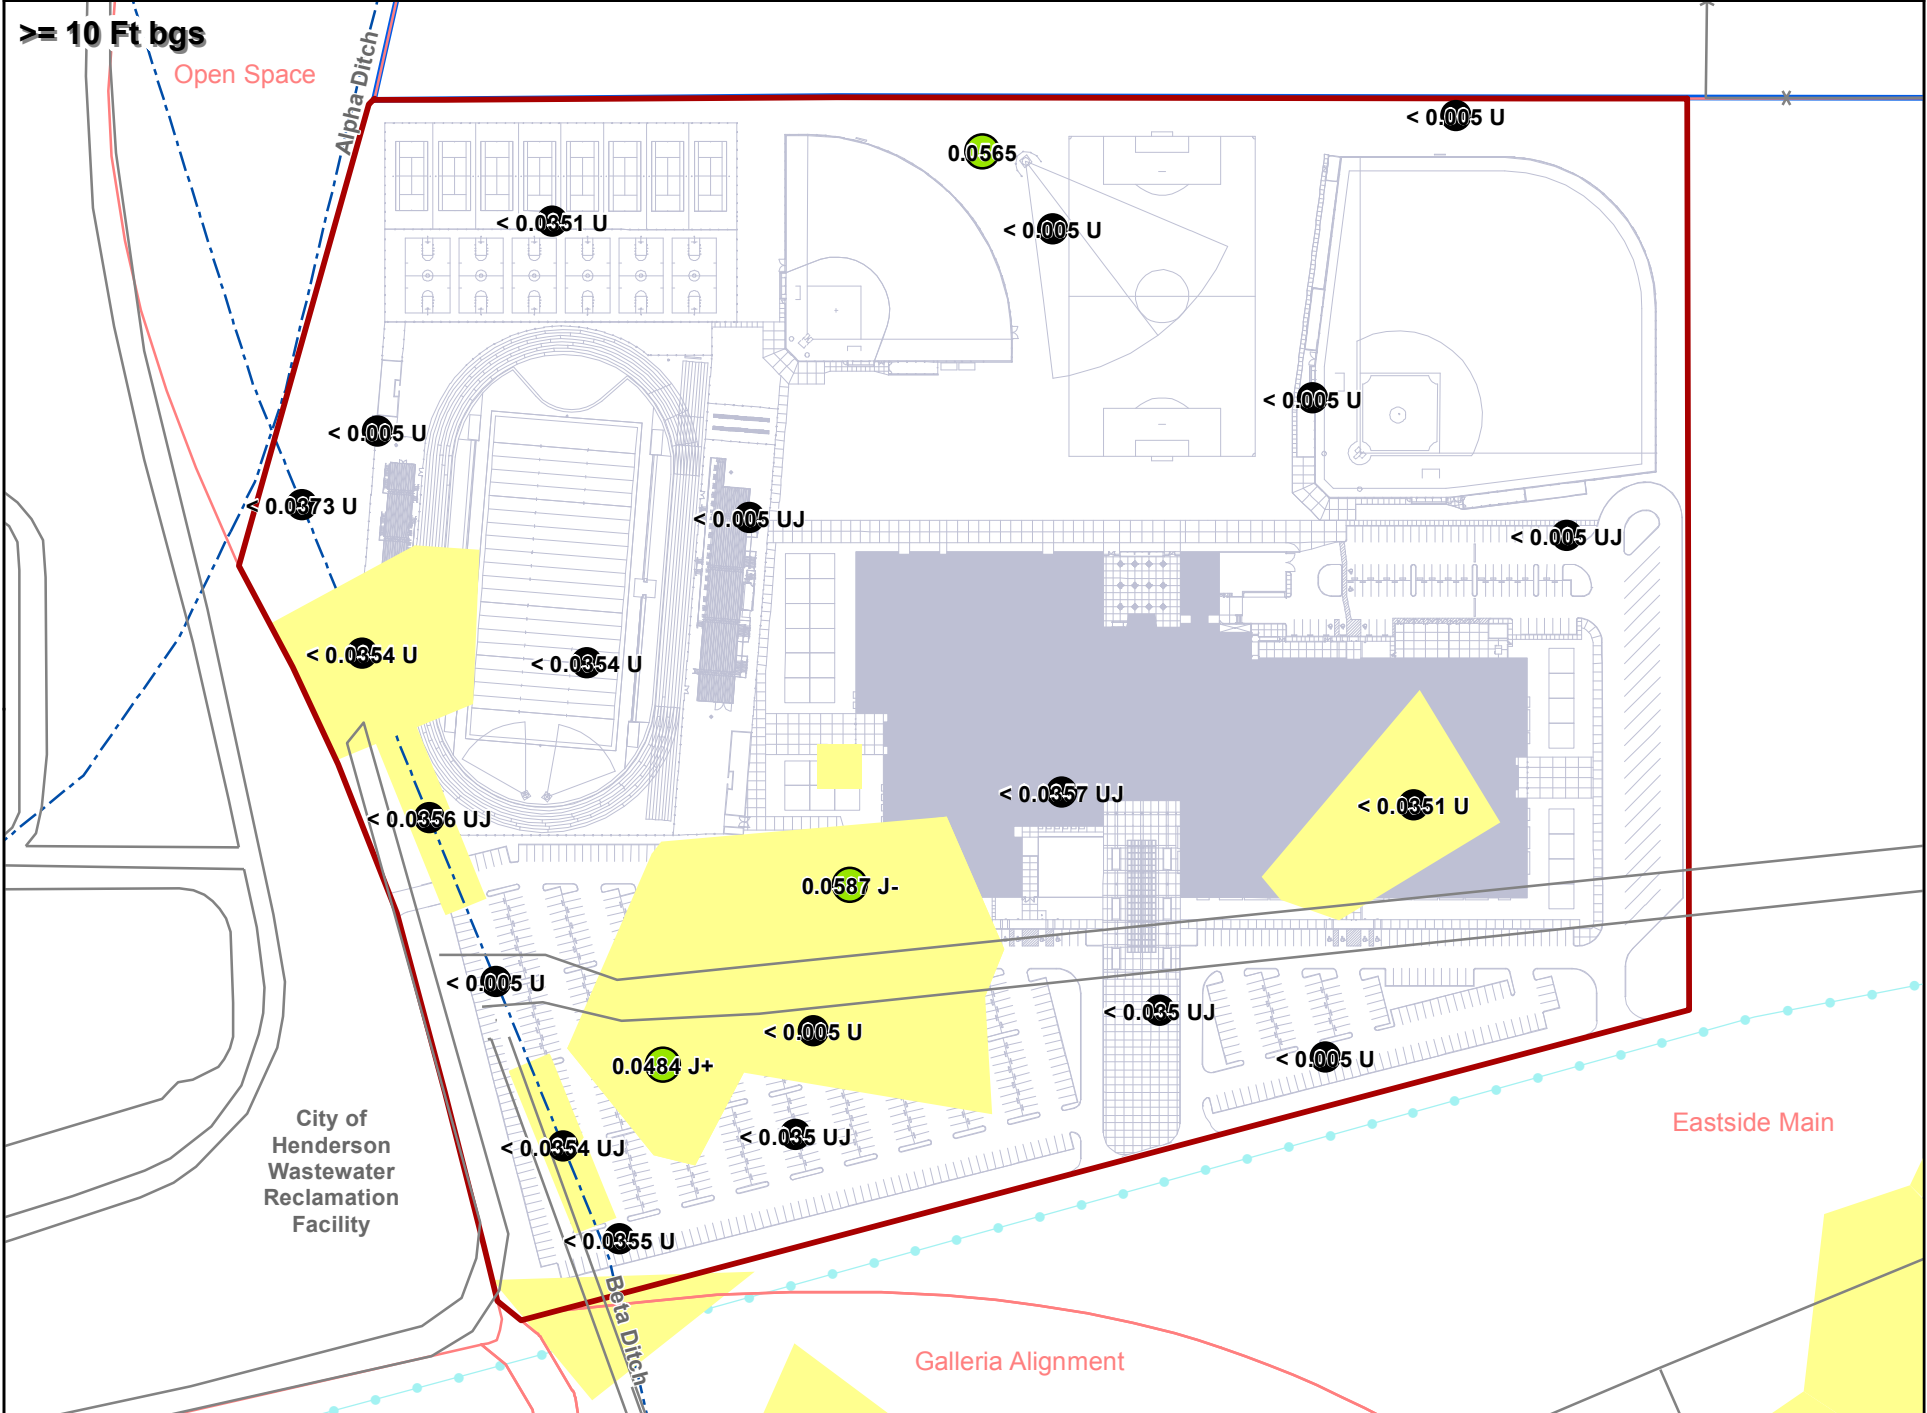 >= 10 Ft bgs
Open Space
Alpha Ditch
< 0.005 U
0.0565
< 0.0351 U
< 0.005 U
< 0.005 U
< 0.005 U
< 0.0373 U
< 0.005 UJ
< 0.005 UJ
< 0.0354 U
< 0.0354 U
< 0.0357 UJ
< 0.0351 U
< 0.0356 UJ
0.0587 J-
< 0.005 U
< 0.035 UJ
< 0.005 U
< 0.005 U
0.0484 J+
City of
Henderson
Wastewater
Reclamation
Facility
Eastside Main
< 0.035 UJ
< 0.0354 UJ
< 0.0355 U
Beta Ditch
Galleria Alignment